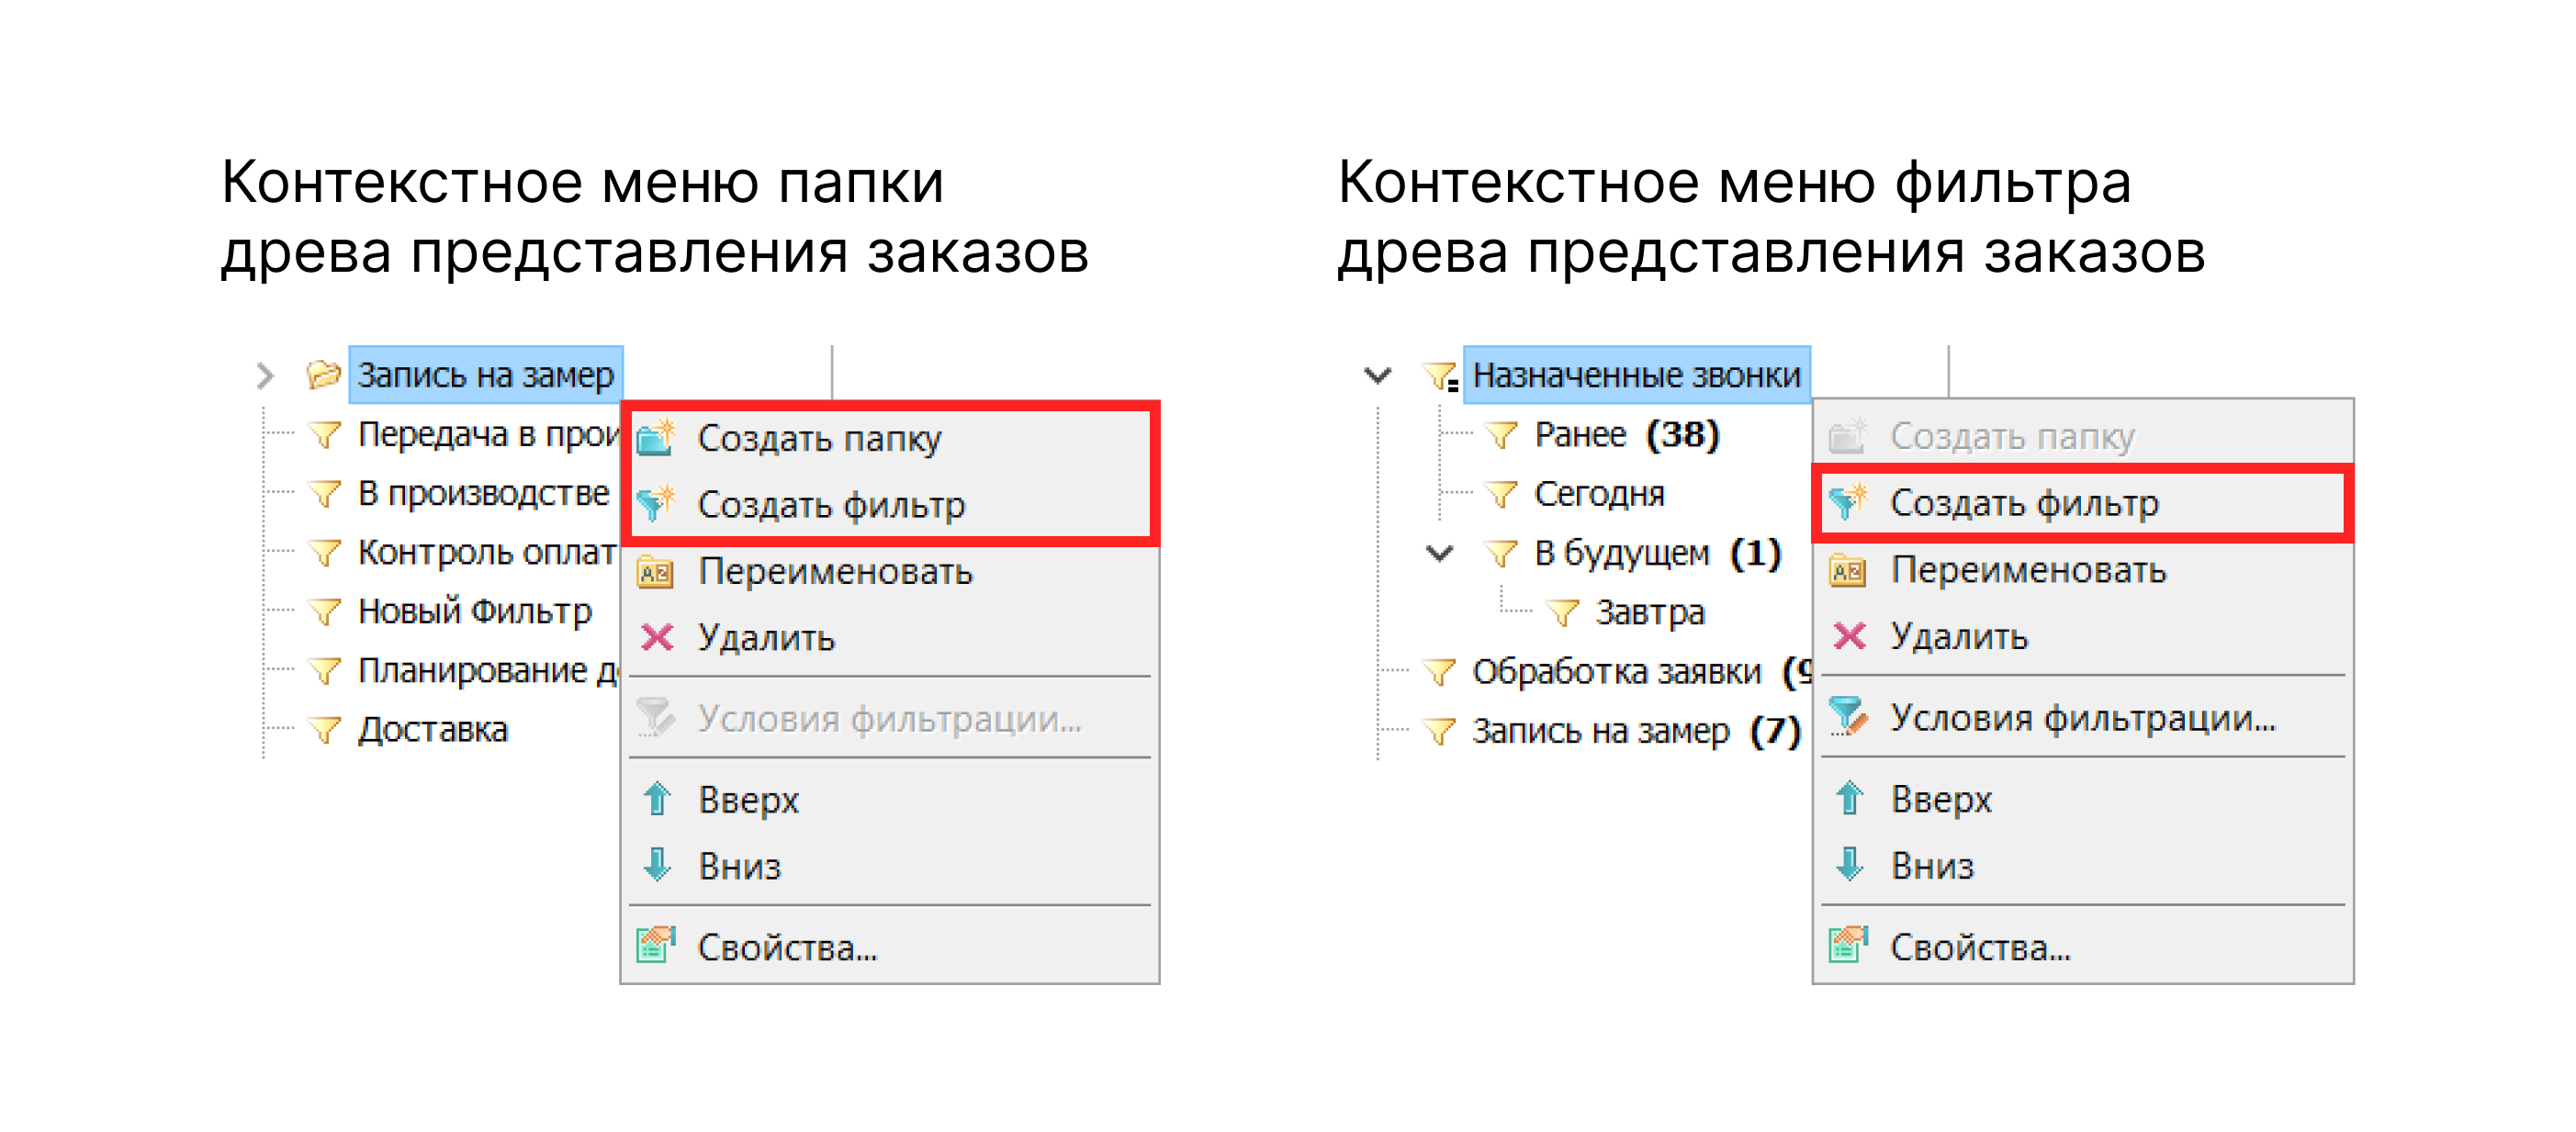 Контекстное меню папки
древа представления заказов
Запись на замер
Передача в
В производстве
Контроль
Новый Фильтр
Планирование
Доставка
Создать папку
Создать фильтр
Переименовать
Удалить
Условия фильтрации...
Вверх
Вниз
Свойства...
Контекстное меню фильтра
древа представления заказов
Назначенные звонки
Ранее (38)
Сегодня
В будущем (1)
Завтра
Обработка заявки
Запись на замер (7)
Создать папку
Создать фильтр
Переименовать
Удалить
Условия фильтрации...
Вверх
Вниз
Свойства...